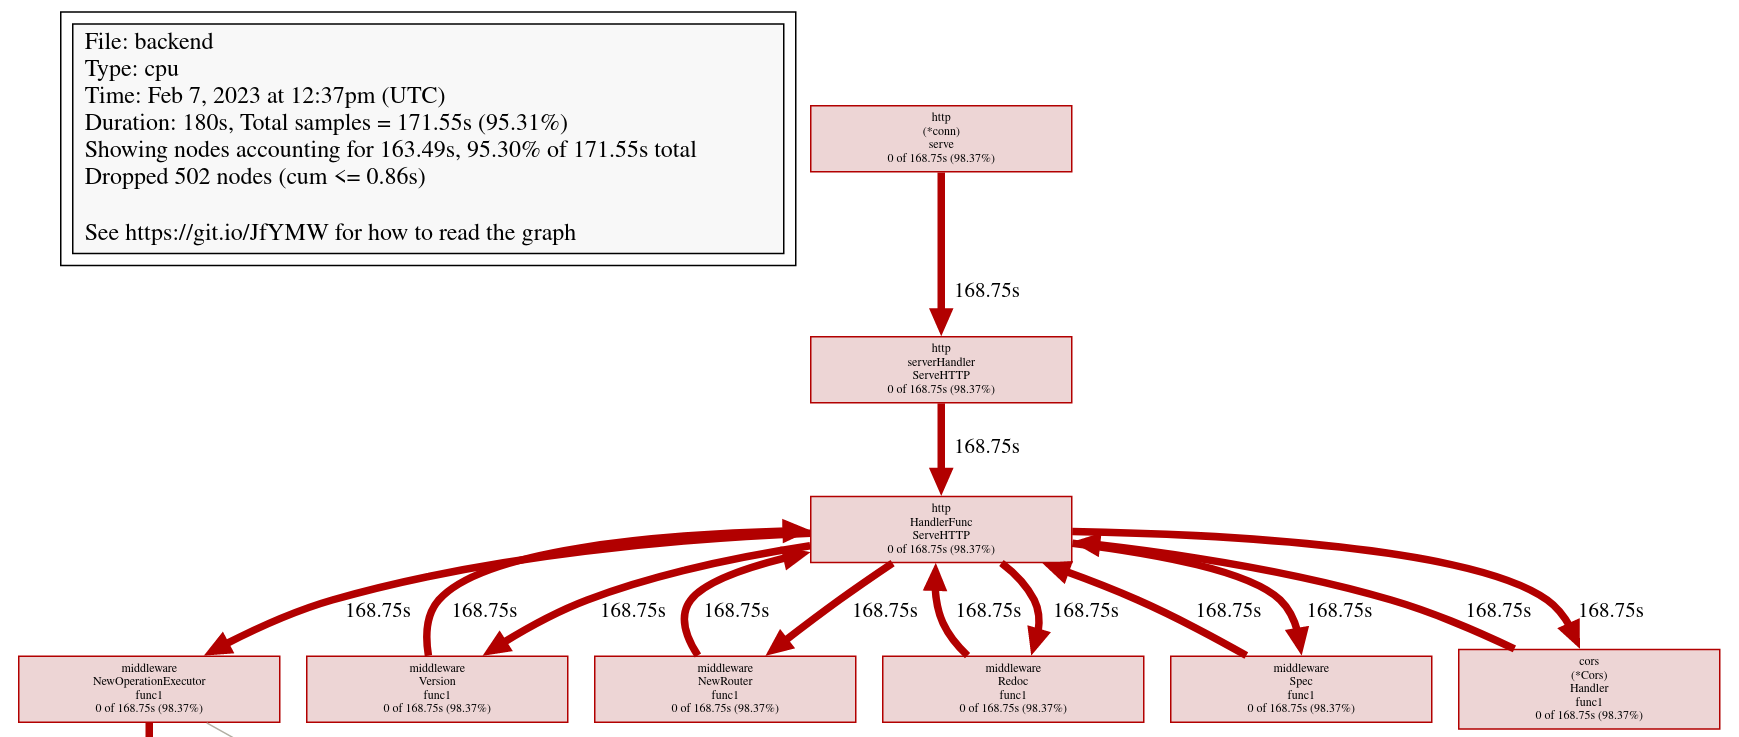 File: backend
Type: cpu
Time: Feb 7, 2023 at 12:37pm (UTC)
Duration: 180s, Total samples = 171.55s (95.31%)
Showing nodes accounting for 163.49s, 95.30% of 171.55s total
Dropped 502 nodes (cum <= 0.86s)
See https://git.io/JfYMW for how to read the graph
http
(*conn)
serve
0 of 168.75s (98.37%)
168.75s
http
serverHandler
ServeHTTP
0 of 168.75s (98.37%)
168.75s
http
HandlerFunc
ServeHTTP
0 of 168.75s (98.37%)
168.75s
168.75s
168.75s
168.75s
168.75s
168.75s
168.75s
168.75s
168.75s
168.75s
168.75s
middleware
NewOperationExecutor
func1
0 of 168.75s (98.37%)
middleware
Version
func1
0 of 168.75s (98.37%)
middleware
NewRouter
func1
0 of 168.75s (98.37%)
middleware
Redoc
func1
0 of 168.75s (98.37%)
middleware
Spec
func1
0 of 168.75s (98.37%)
cors
(*Cors)
Handler
func1
0 of 168.75s (98.37%)